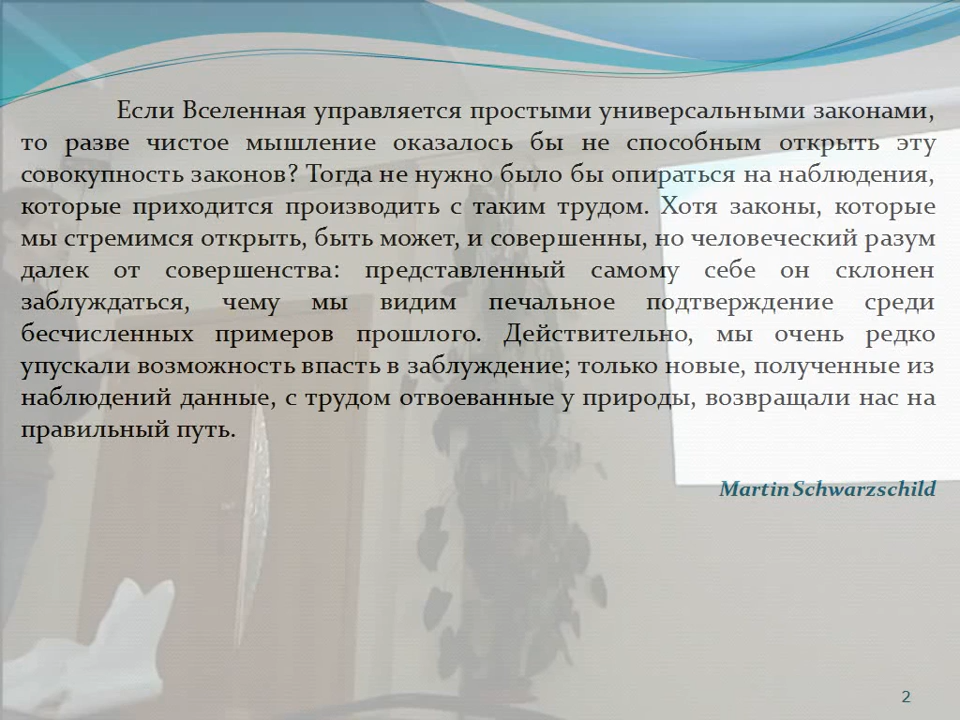 Если Вселенная управляется простыми универсальными законами,
то разве чистое мышление оказалось бы не способным открыть эту
совокупность законов? Тогда не нужно было бы опираться на наблюдения,
которые приходится производить с таким трудом. Хотя законы, которые
мы стремимся открыть, быть может, и совершенны, но человеческий разум
далек от совершенства: представленный самому себе он склонен
заблуждаться, чему мы видим печальное подтверждение среди
бесчисленных примеров прошлого. Действительно, мы очень редко
упускали возможность впасть в заблуждение; только новые, полученные из
наблюдений данные, с трудом отвоеванные у природы, возвращали нас на
правильный путь.
Martin Schwarzschild
2